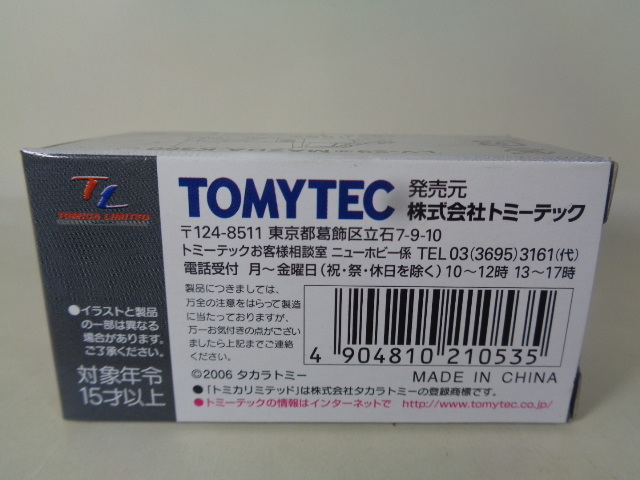 TL
TOMICA LIMITED
●イラストと製品
の一部は異なる
場合があります。
ご了承ください。
対象年令
15才以上
TOMYTEC 発売元
株式会社トミーテック
〒124-8511 東京都葛飾区立石7-9-10
トミーテックお客様相談室 ニューホビー係 TEL 03(3695)3161(代)
電話受付 月～金曜日(祝・祭・休日を除く) 10～12時 13～17時
製品につきましては、
万全の注意をはらって製造
に当たっておりますが、
万一お気付きの点がござい
ましたら上記までご連絡
ください。
4 904810 210535
©2006 タカラトミー MADE IN CHINA
●「トミカリミテッド」は株式会社タカラトミーの登録商標です。
●トミーテックの情報はインターネットで http://www.tomytec.co.jp/